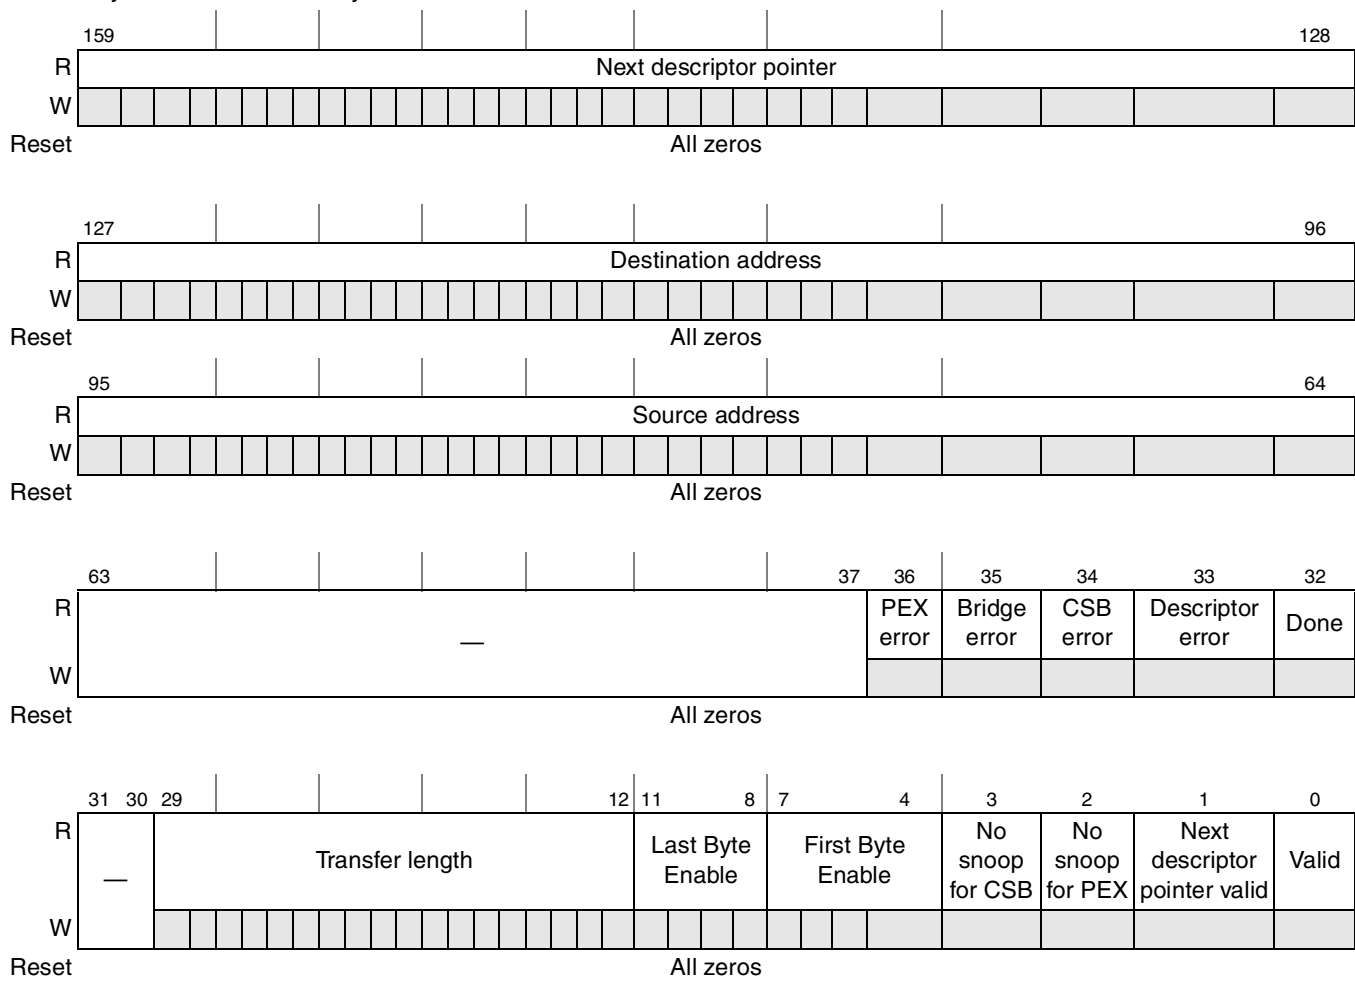 159 128
R Next descriptor pointer
W
Reset All zeros
127 96
R Destination address
W
Reset All zeros
95 64
R Source address
W
Reset All zeros
63 37 36 35 34 33 32
R — PEX error Bridge error CSB error Descriptor error Done
W
Reset All zeros
31 30 29 12 11 8 7 4 3 2 1 0
R — Transfer length Last Byte Enable First Byte Enable No snoop for CSB No snoop for PEX Next descriptor pointer valid Valid
W
Reset All zeros